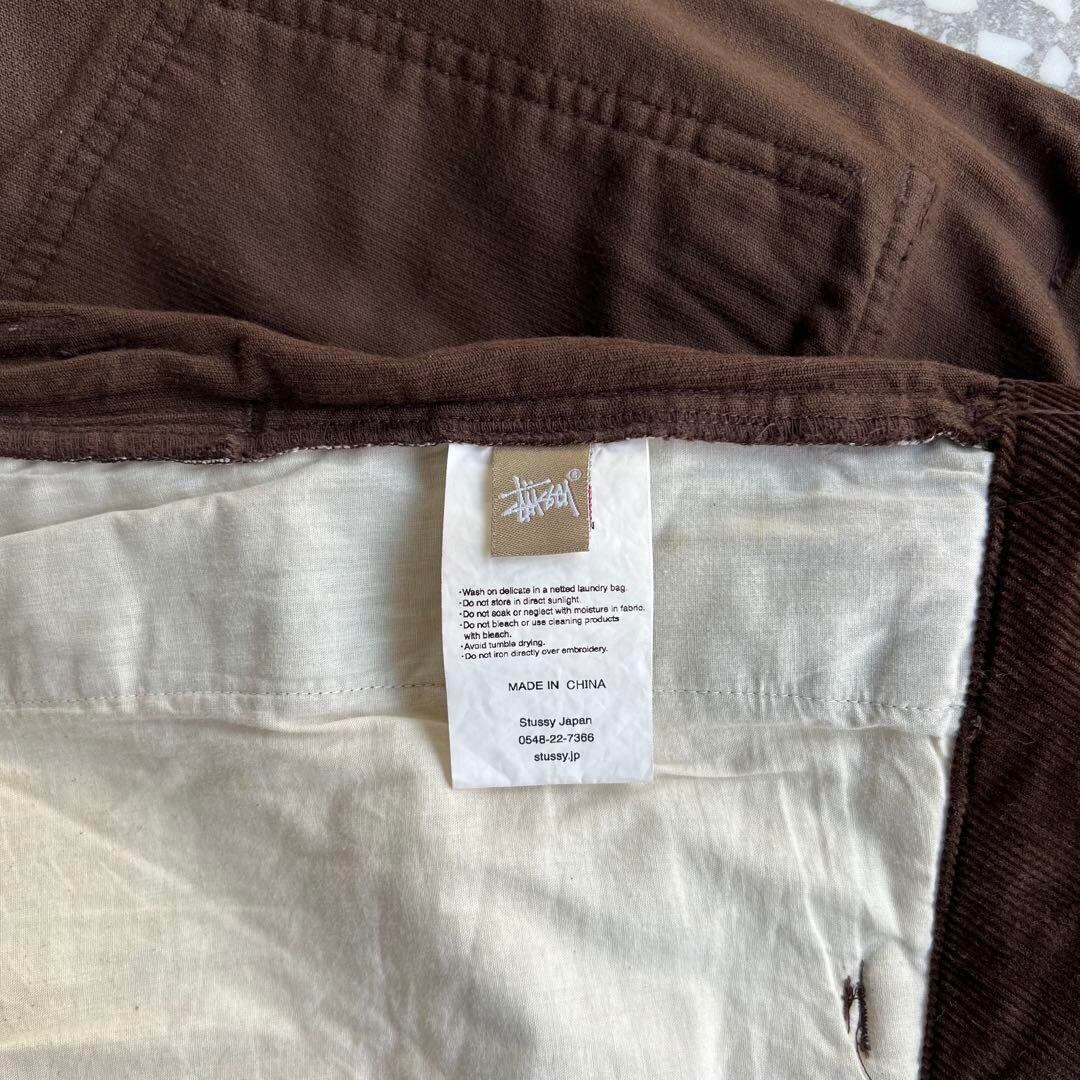 STÜSSY ®
·Wash on delicate in a netted laundry bag.
·Do not store in direct sunlight.
·Do not soak or neglect with moisture in fabric.
·Do not bleach or use cleaning products
with bleach.
·Avoid tumble drying.
·Do not iron directly over embroidery.
MADE IN CHINA
Stussy Japan
0548-22-7366
stussy.jp